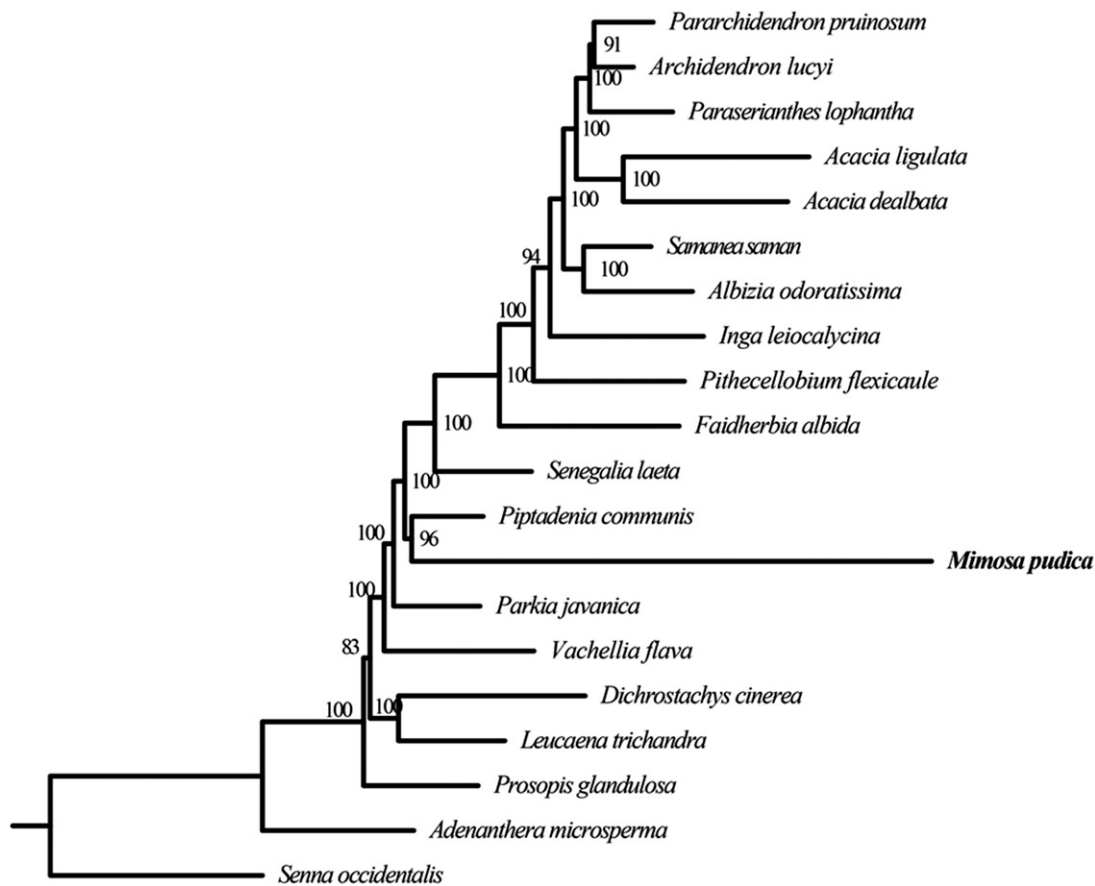 Pararchidendron pruinosum
91
Archidendron lucyi
100
Paraserianthes lophantha
100
Acacia ligulata
100
Acacia dealbata
100
Samanea saman
94
100
Albizia odoratissima
100
Inga leiocalycina
100
Pithecellobium flexicaule
100
Faidherbia albida
Senegalia laeta
100
Piptadenia communis
100
96
Mimosa pudica
100
Parkia javanica
83
Vachellia flava
Dichrostachys cinerea
100
100
Leucaena trichandra
Prosopis glandulosa
Adenanthera microsperma
Senna occidentalis